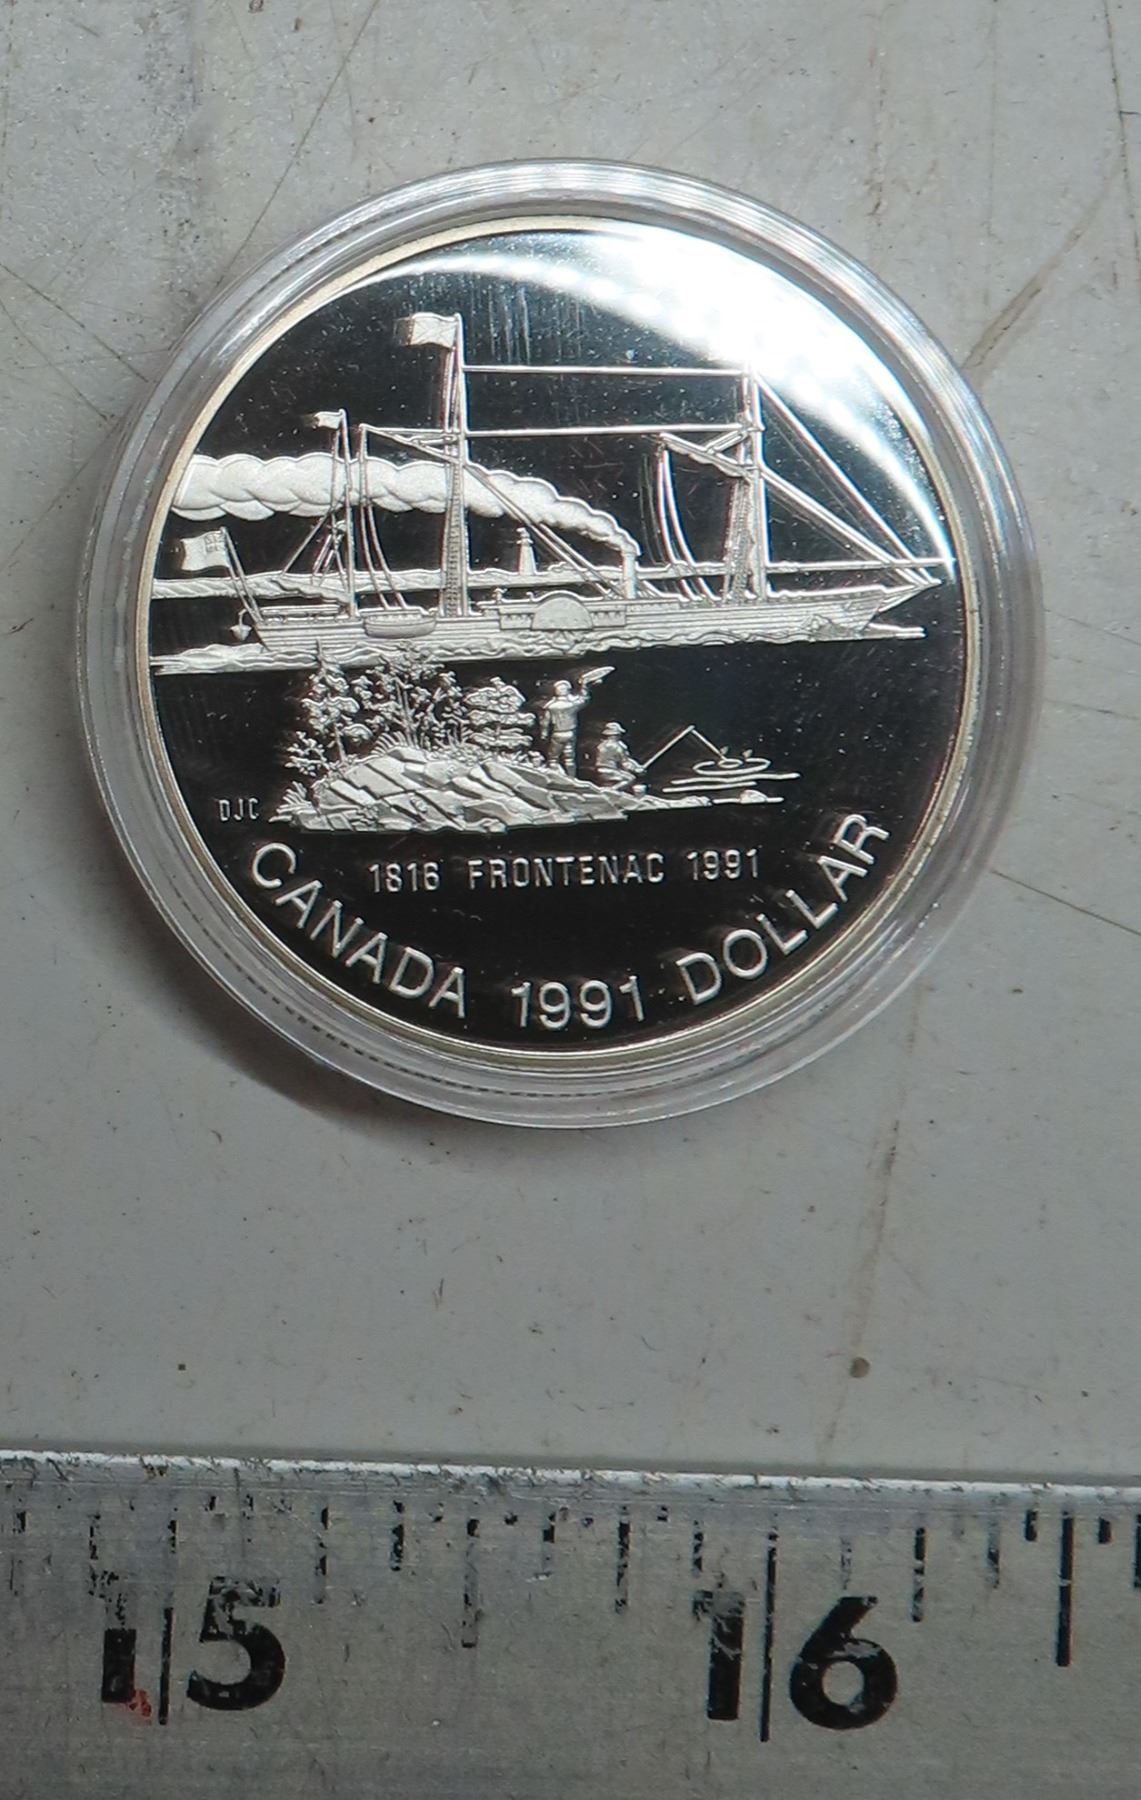 DJC
1816 FRONTENAC 1991
CANADA 1991 DOLLAR
15 16